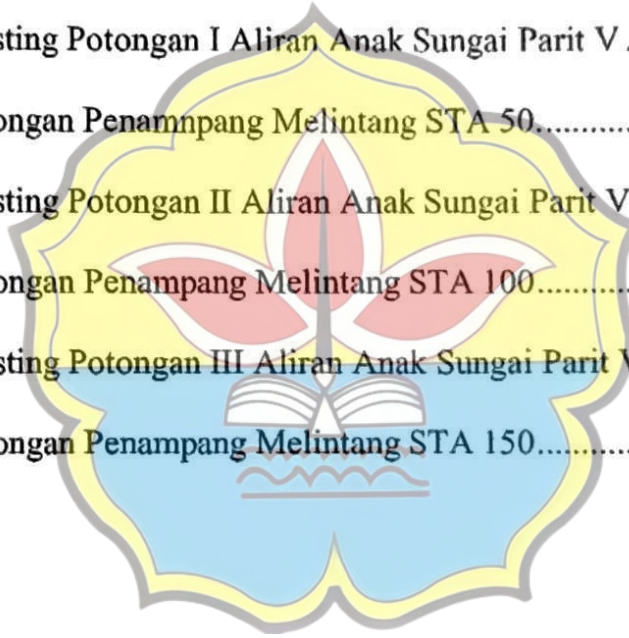 sting Potongan I Aliran Anak Sungai Parit V
ongan Penamnpang Melintang STA 50............
sting Potongan II Aliran Anak Sungai Parit V
ongan Penampang Melintang STA 100............
sting Potongan III Aliran Anak Sungai Parit V
ongan Penampang Melintang STA 150............